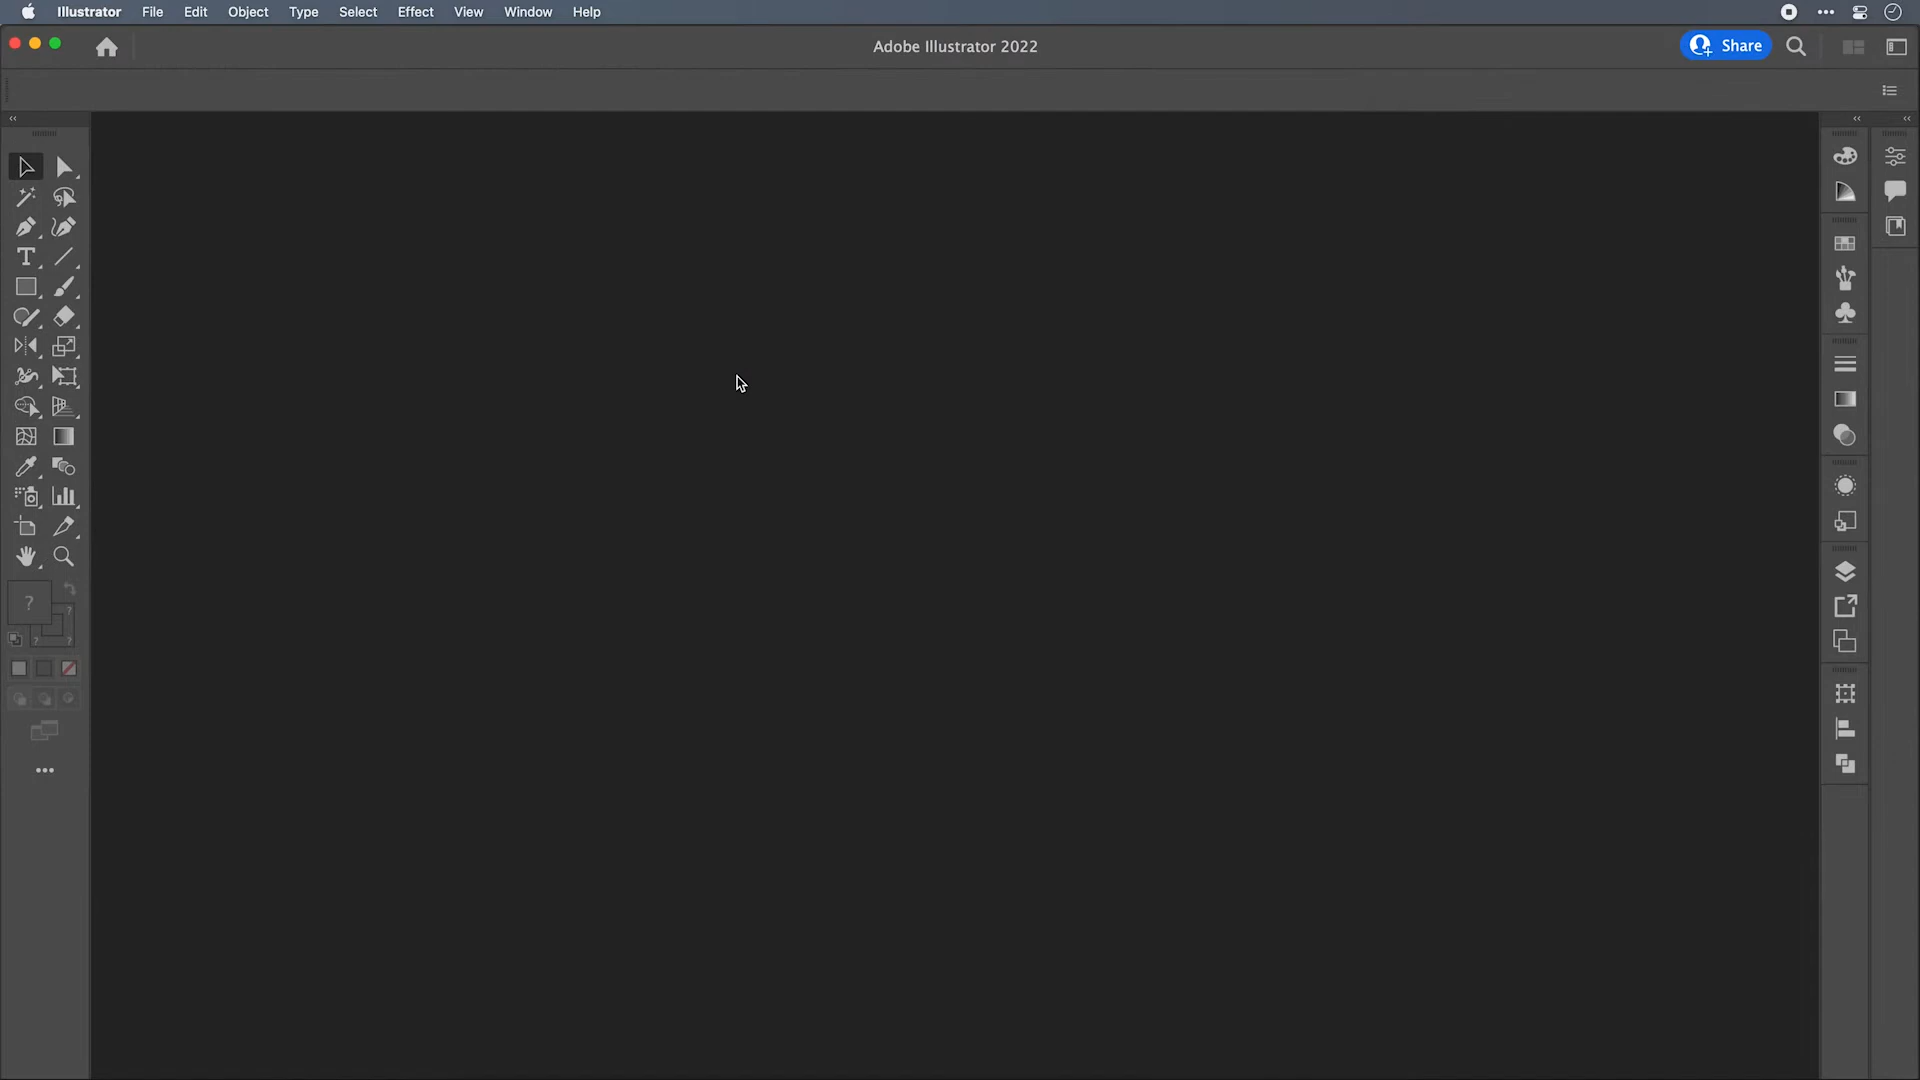 Illustrator File Edit Object Type Select Effect View Window Help
Adobe Illustrator 2022
Share